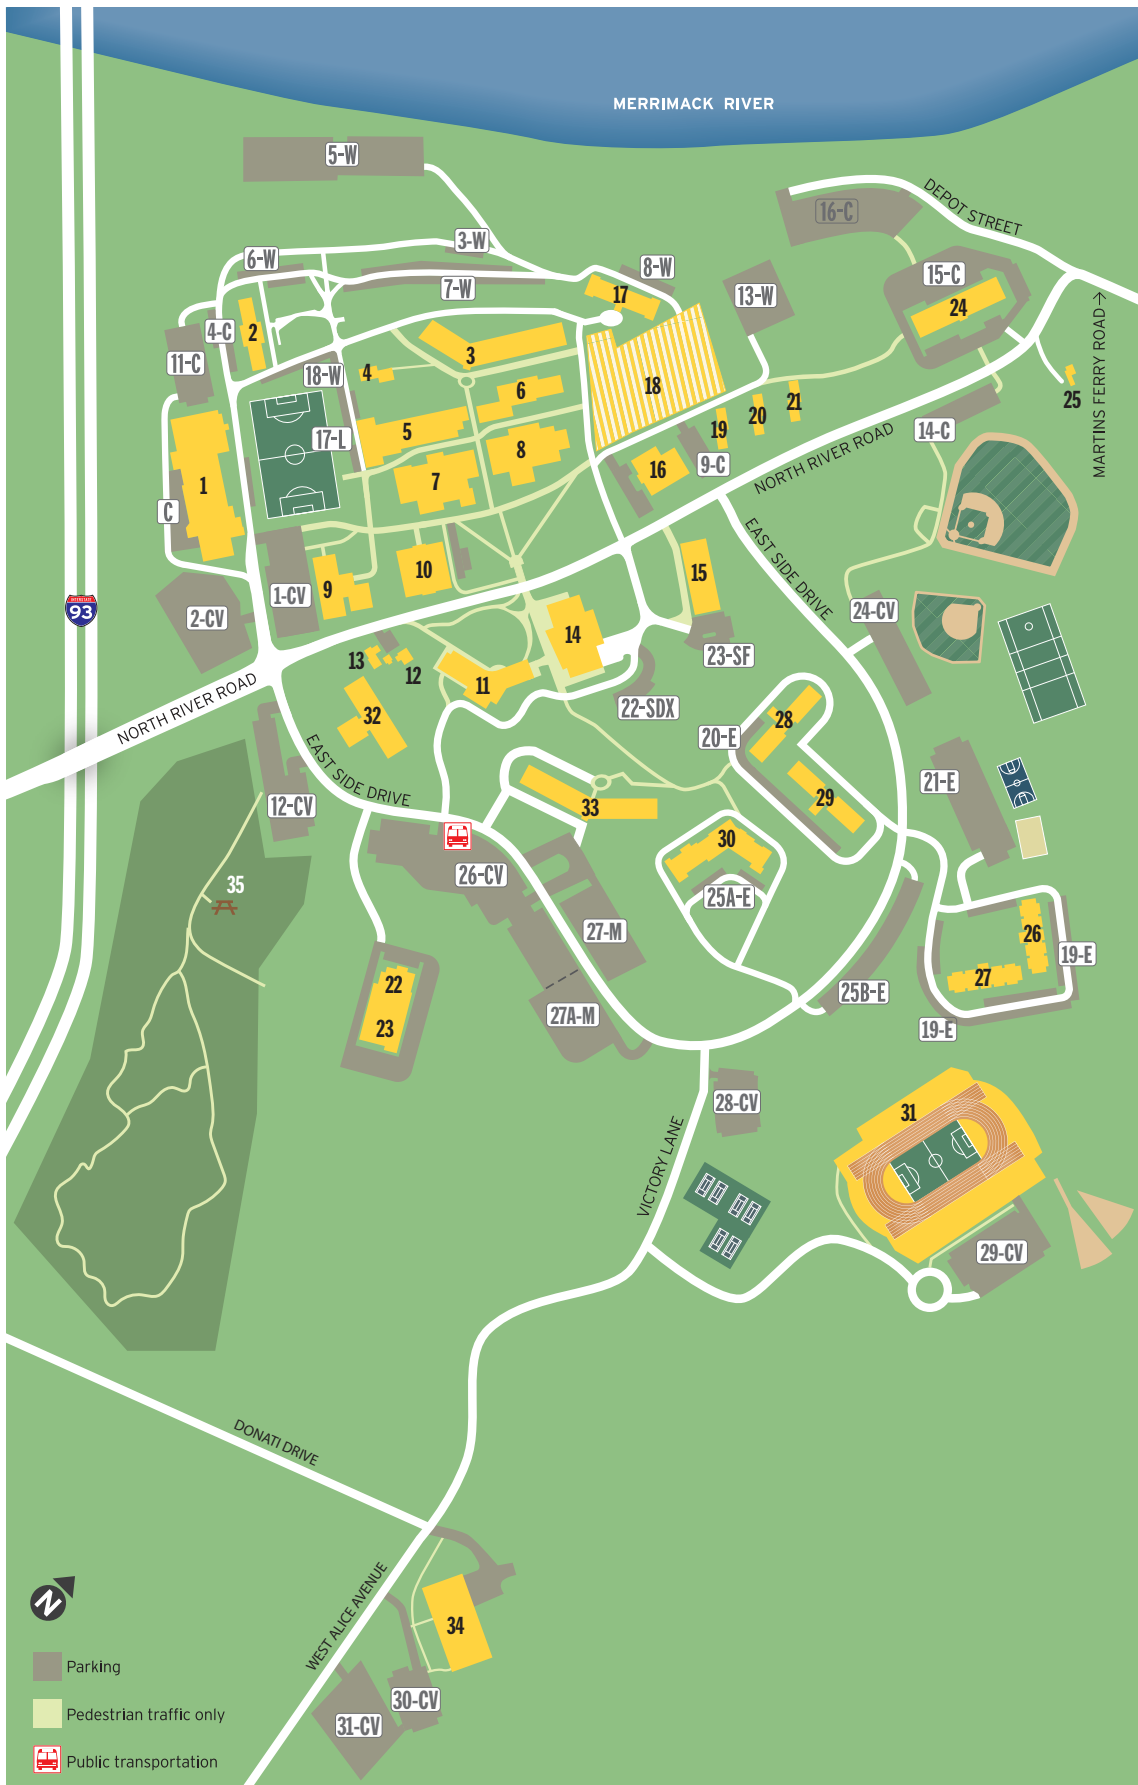 MERRIMACK RIVER
5-W
DEPOT STREET
16-C
3-W
6-W
8-W
15-C
7-W
17
13-W
24
MARTINS FERRY ROAD
4-C
2
3
11-C
4
18-W
18
6
21
25
20
19
14-C
5
17-L
8
NORTH RIVER ROAD
9-C
16
7
1
C
EAST SIDE DRIVE
10
15
9
1-CV
INTERSTATE
93
2-CV
24-CV
14
23-SF
13
12
11
22-SDX
NORTH RIVER ROAD
32
28
20-E
EAST SIDE DRIVE
21-E
29
33
12-CV
30
26-CV
35
25A-E
27-M
26
19-E
27
22
25B-E
27A-M
23
19-E
28-CV
31
VICTORY LANE
29-CV
DONATI DRIVE
WEST ALICE AVENUE
34
30-CV
31-CV
N
Parking
Pedestrian traffic only
Public transportation